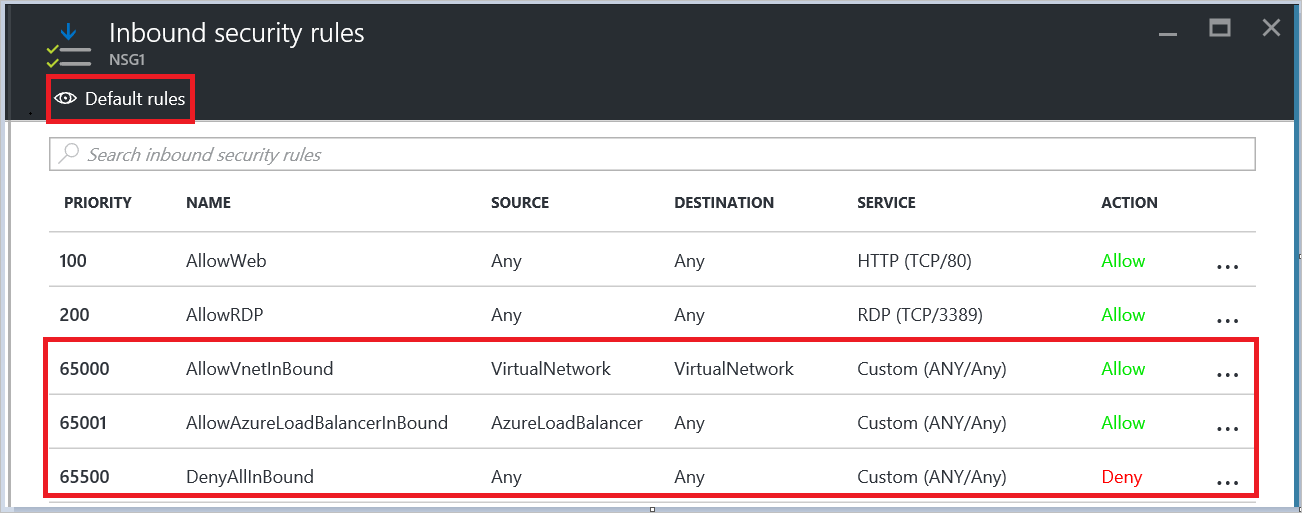 Inbound security rules
NSG1
Default rules
Search inbound security rules
PRIORITY NAME SOURCE DESTINATION SERVICE ACTION
100 AllowWeb Any Any HTTP (TCP/80) Allow ...
200 AllowRDP Any Any RDP (TCP/3389) Allow ...
65000 AllowVnetInBound VirtualNetwork VirtualNetwork Custom (ANY/Any) Allow ...
65001 AllowAzureLoadBalancerInBound AzureLoadBalancer Any Custom (ANY/Any) Allow ...
65500 DenyAllInBound Any Any Custom (ANY/Any) Deny ...